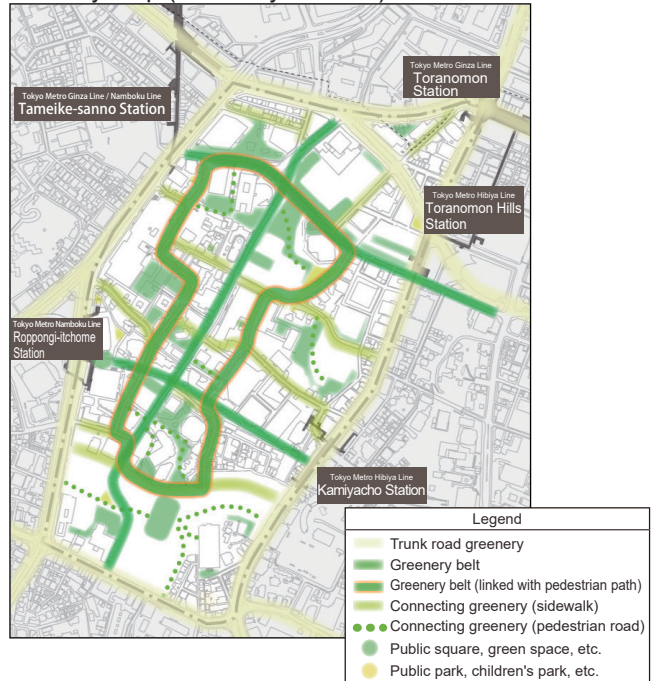 Tokyo Metro Ginza Line
Toranomon
Station
Tokyo Metro Ginza Line / Namboku Line
Tameike-sanno Station
Tokyo Metro Hibiya Line
Toranomon Hills
Station
Tokyo Metro Namboku Line
Roppongi-itchome
Station
Tokyo Metro Hibiya Line
Kamiyacho Station
Legend
Trunk road greenery
Greenery belt
Greenery belt (linked with pedestrian path)
Connecting greenery (sidewalk)
Connecting greenery (pedestrian road)
Public square, green space, etc.
Public park, children's park, etc.